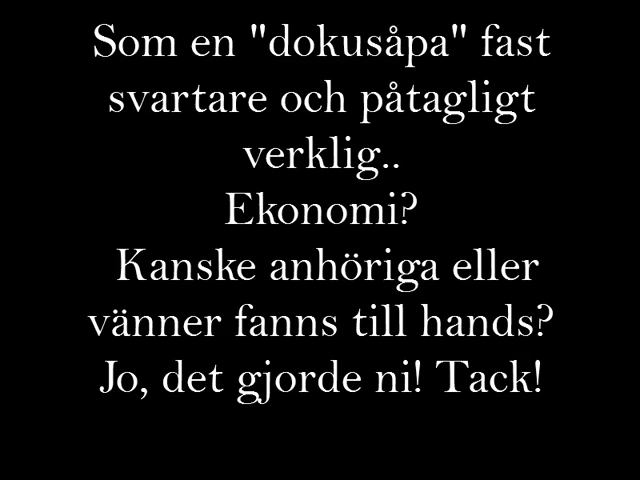 Som en "dokusåpa" fast
svartare och påtagligt
verklig..
Ekonomi?
Kanske anhöriga eller
vänner fanns till hands?
Jo, det gjorde ni! Tack!